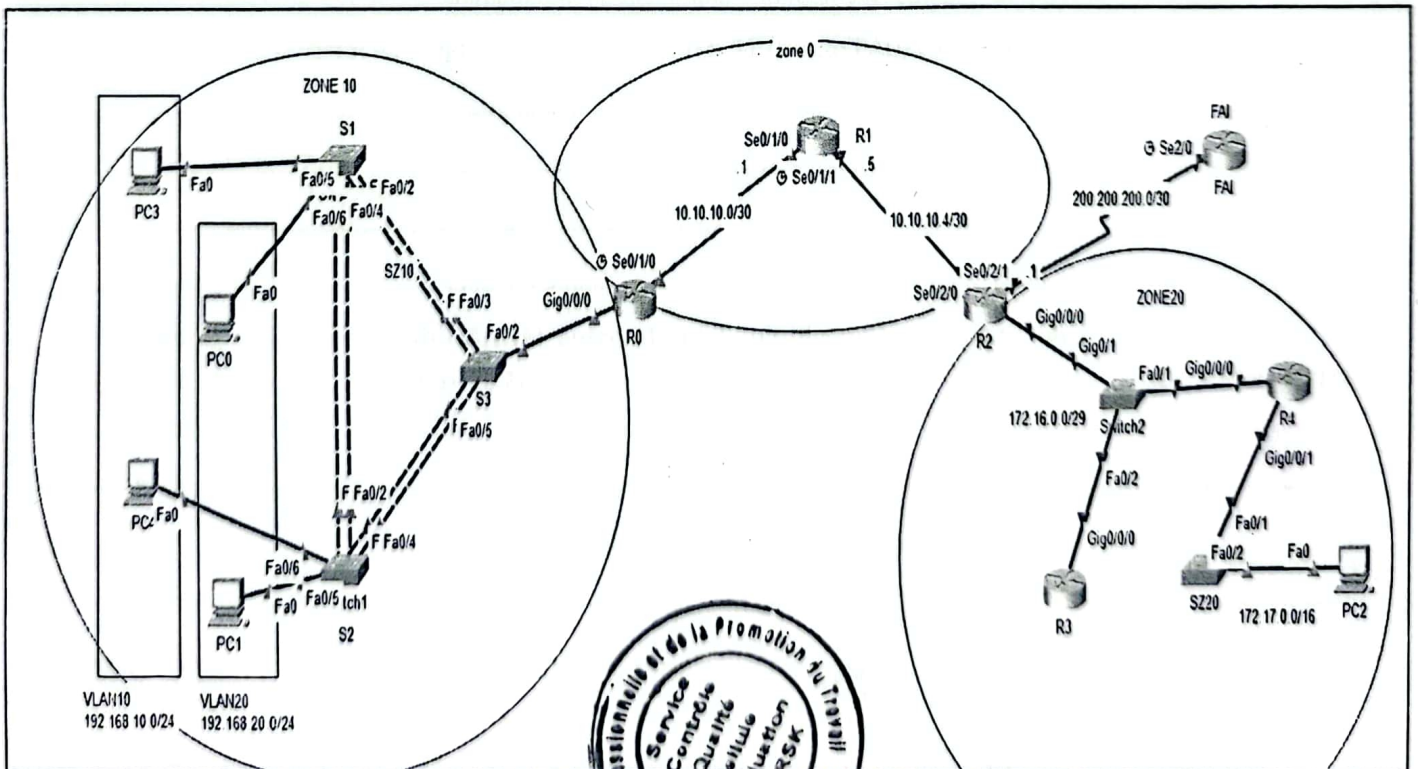 zone 0
ZONE 10
S1
PC3
Fa0
Fa0/5
Fa0/2
Fa0/6
Fa0/4
Fa0
PC0
SZ10
F Fa0/3
Fa0/2
S3
F Fa0/5
Gig0/0/0
Se0/1/0
R0
10.10.10.0/30
.1
Se0/1/0
R1
.5
Se0/1/1
10.10.10.4/30
FAI
Se2/0
FAI
200.200.200.0/30
Se0/2/1
.1
Se0/2/0
R2
ZONE20
Gig0/0/0
Gig0/1
Fa0/1
Gig0/0/0
R4
172.16.0.0/29
Switch2
Gig0/0/1
Fa0/2
Gig0/0/0
R3
Fa0/1
Fa0/2
Fa0
SZ20
172.17.0.0/16
PC2
F Fa0/2
F Fa0/4
Fa0
Fa0/6
Fa0
Fa0/5
tch1
PC1
S2
VLAN10
192.168.10.0/24
VLAN20
192.168.20.0/24
et de la Promotion du Travail
Service
Contrôle
Qualité
RSK